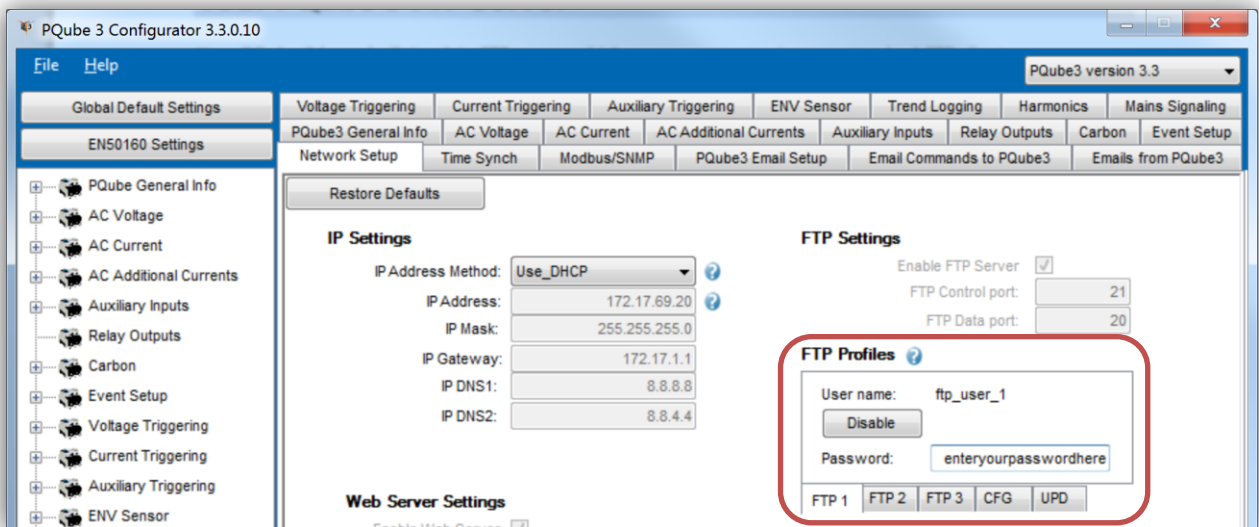 PQube 3 Configurator 3.3.0.10
File Help
PQube3 version 3.3
Global Default Settings
EN50160 Settings
Voltage Triggering Current Triggering Auxiliary Triggering ENV Sensor Trend Logging Harmonics Mains Signaling
PQube3 General Info AC Voltage AC Current AC Additional Currents Auxiliary Inputs Relay Outputs Carbon Event Setup
Network Setup Time Synch Modbus/SNMP PQube3 Email Setup Email Commands to PQube3 Emails from PQube3
PQube General Info
AC Voltage
AC Current
AC Additional Currents
Auxiliary Inputs
Relay Outputs
Carbon
Event Setup
Voltage Triggering
Current Triggering
Auxiliary Triggering
ENV Sensor
Restore Defaults
IP Settings
IP Address Method: Use_DHCP
IP Address: 172.17.69.20
IP Mask: 255.255.255.0
IP Gateway: 172.17.1.1
IP DNS1: 8.8.8.8
IP DNS2: 8.8.4.4
Web Server Settings
Enable Web Server
FTP Settings
Enable FTP Server
FTP Control port: 21
FTP Data port: 20
FTP Profiles
User name: ftp_user_1
Disable
Password: enteryourpasswordhere
FTP 1 FTP 2 FTP 3 CFG UPD